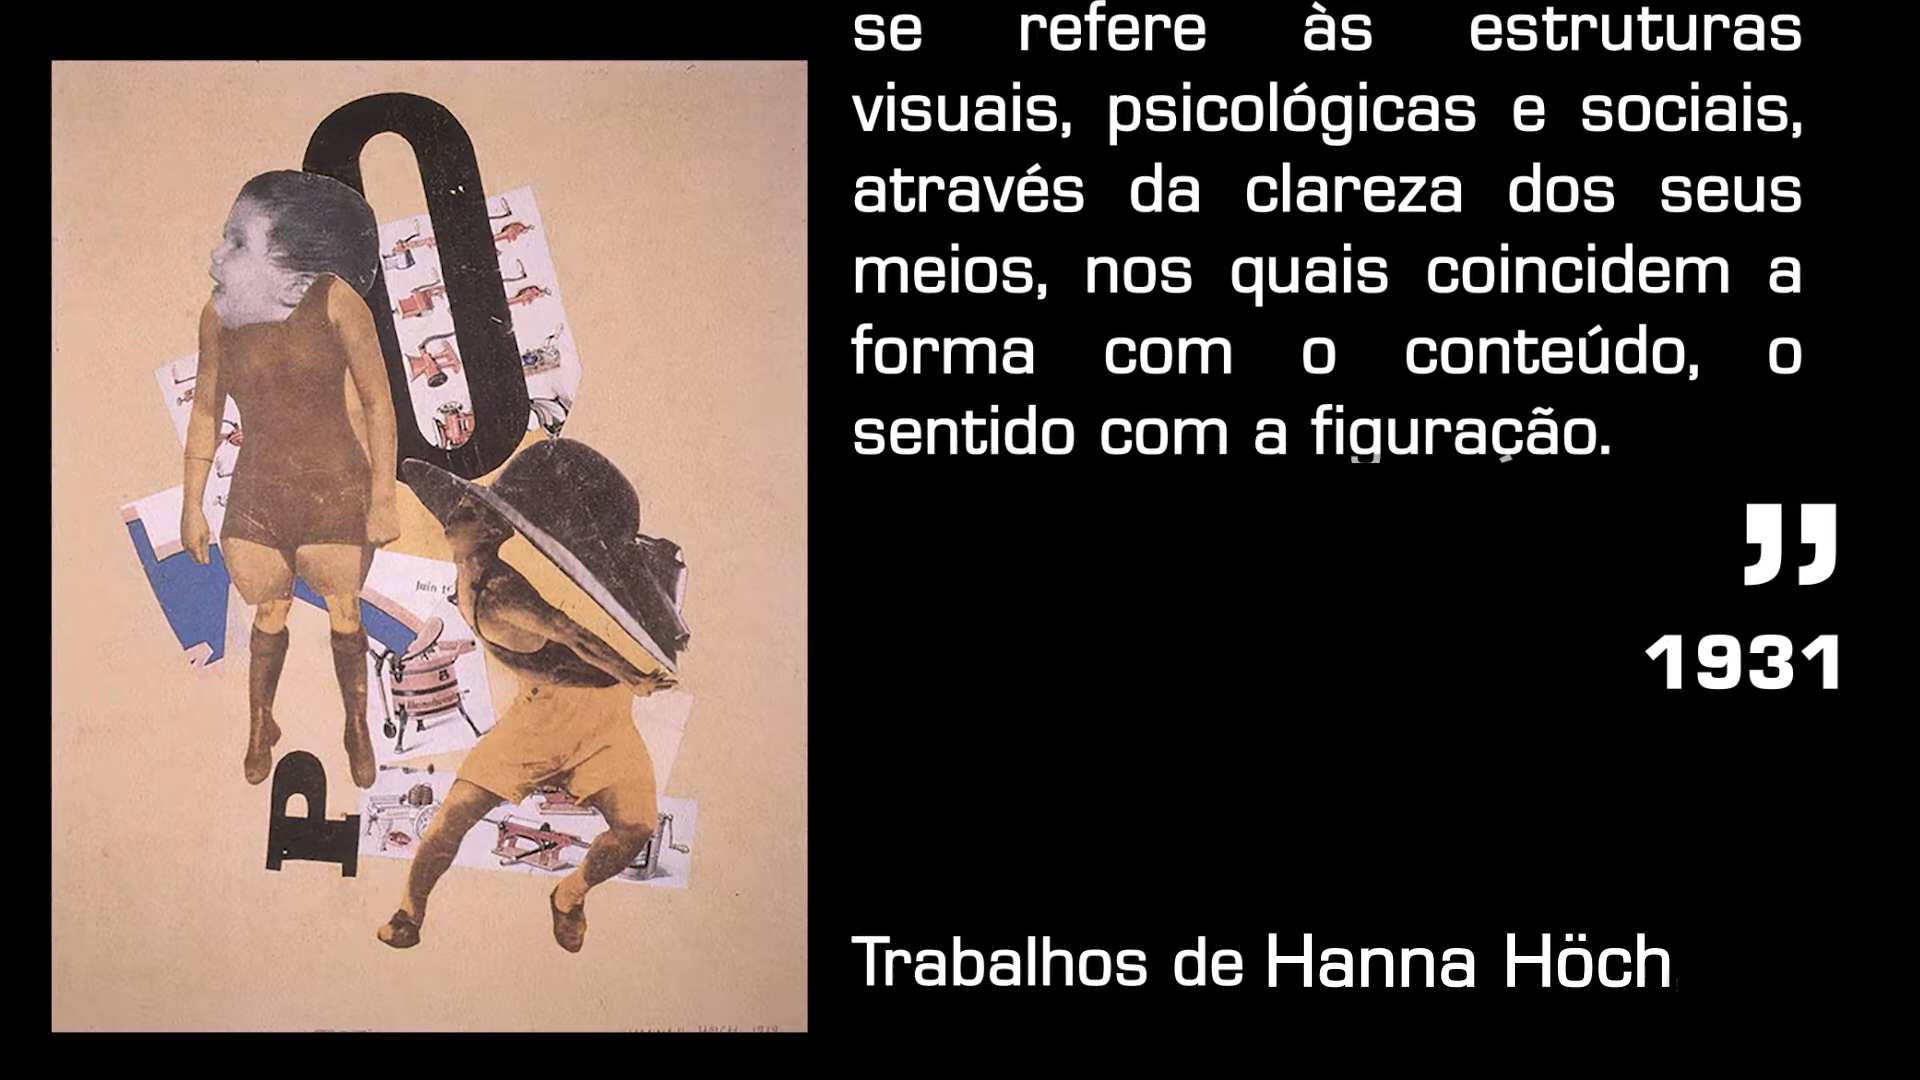 se refere às estruturas
visuais, psicológicas e sociais,
através da clareza dos seus
meios, nos quais coincidem a
forma com o conteúdo, o
sentido com a figuração.
”
1931
Trabalhos de Hanna Höch
O
Juin
P